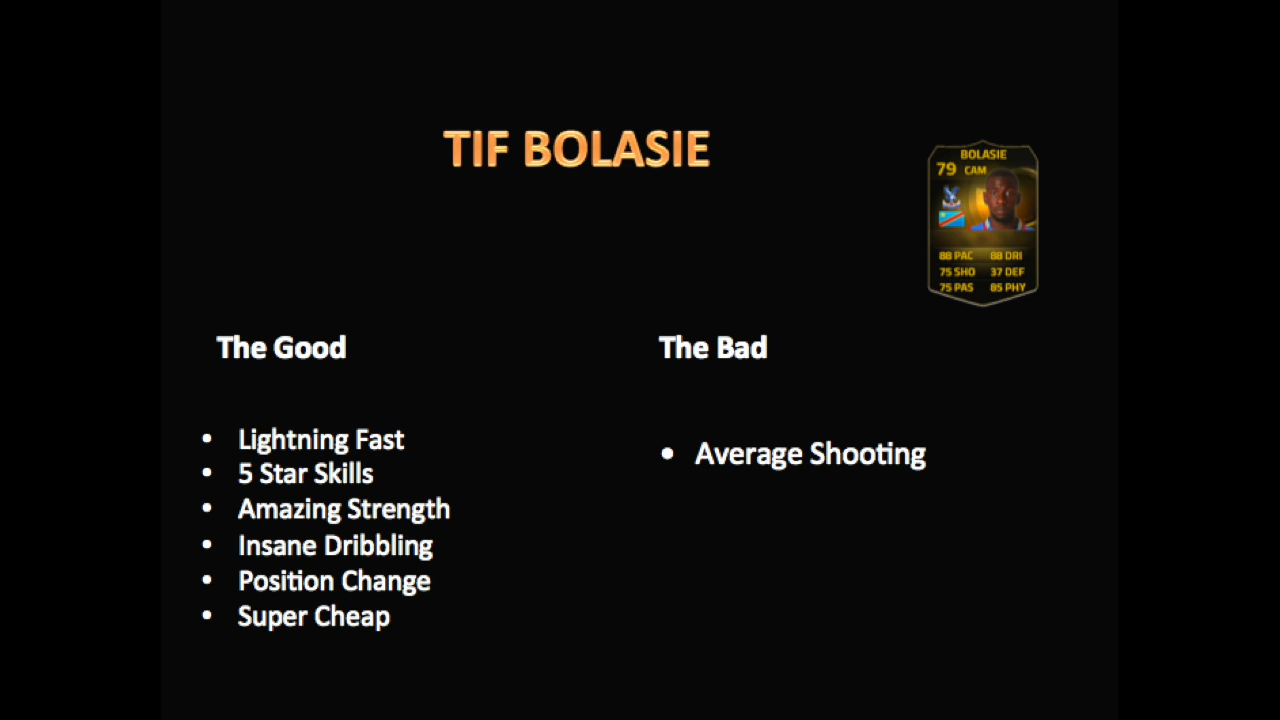 TIF BOLASIE
BOLASIE
79 CAM
88 PAC 88 DRI
75 SHO 37 DEF
75 PAS 85 PHY
The Good
The Bad
• Lightning Fast
• 5 Star Skills
• Amazing Strength
• Insane Dribbling
• Position Change
• Super Cheap
• Average Shooting